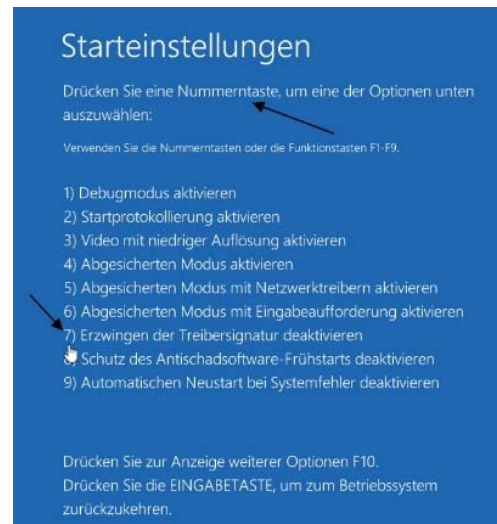 Starteinstellungen
Drücken Sie eine Nummerntaste, um eine der Optionen unten
auszuwählen:
Verwenden Sie die Nummerntasten oder die Funktionstasten F1-F9.
1) Debugmodus aktivieren
2) Startprotokollierung aktivieren
3) Video mit niedriger Auflösung aktivieren
4) Abgesicherten Modus aktivieren
5) Abgesicherten Modus mit Netzwerktreibern aktivieren
6) Abgesicherten Modus mit Eingabeaufforderung aktivieren
7) Erzwingen der Treibersignatur deaktivieren
8) Schutz des Antischadsoftware-Frühstarts deaktivieren
9) Automatischen Neustart bei Systemfehler deaktivieren
Drücken Sie zur Anzeige weiterer Optionen F10.
Drücken Sie die EINGABETASTE, um zum Betriebssystem
zurückzukehren.